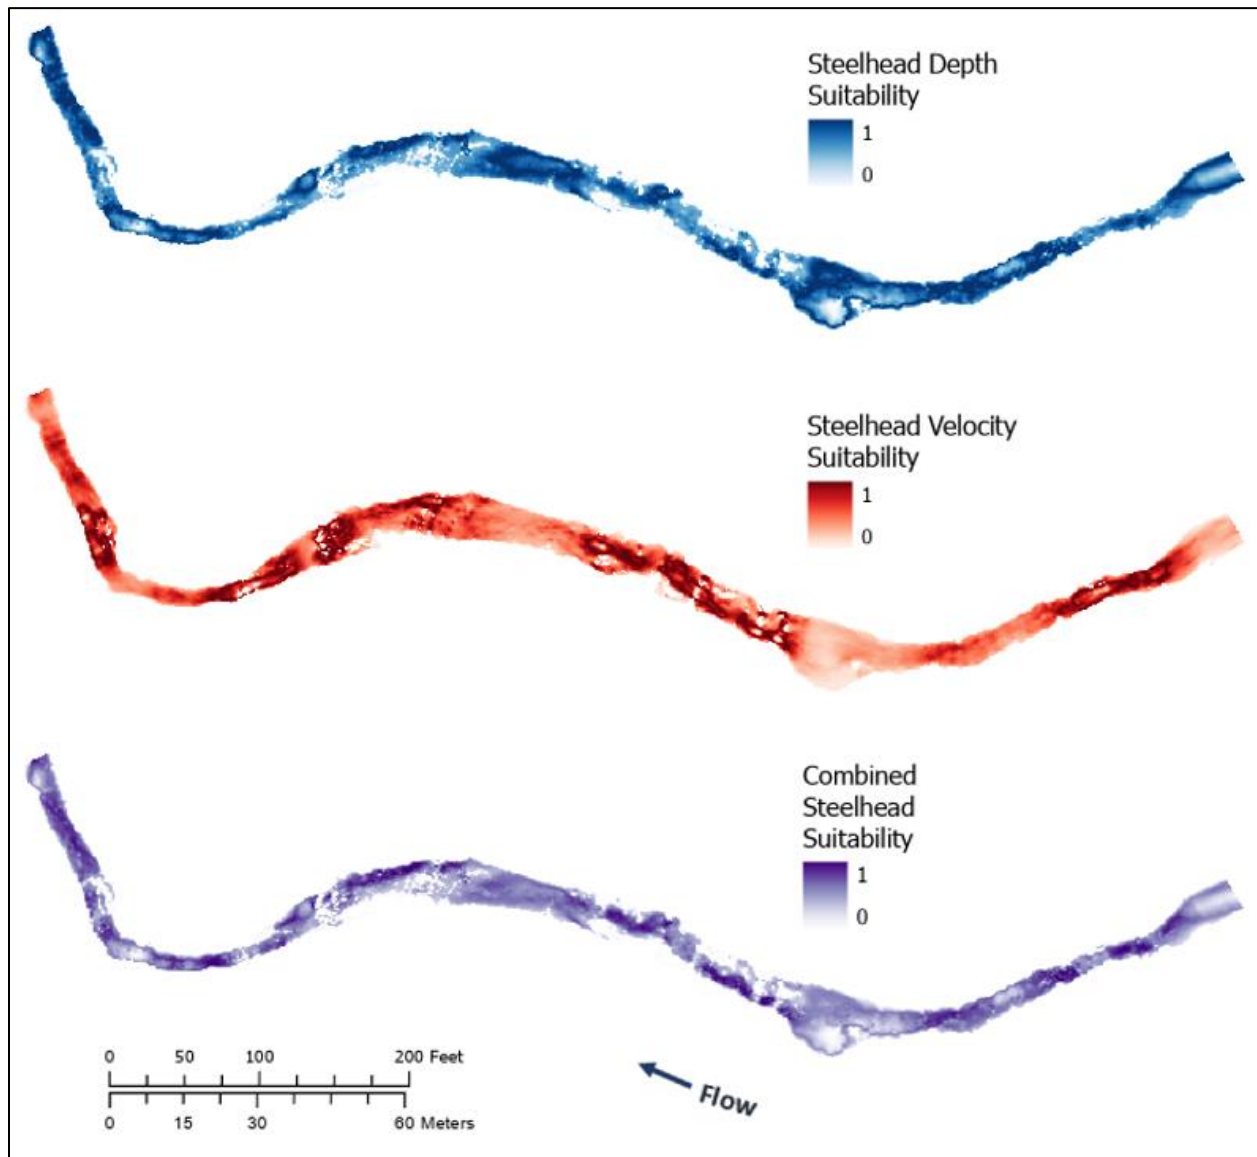 Steelhead Depth
Suitability
1
0
Steelhead Velocity
Suitability
1
0
Combined
Steelhead
Suitability
1
0
0 50 100 200 Feet
0 15 30 60 Meters
Flow